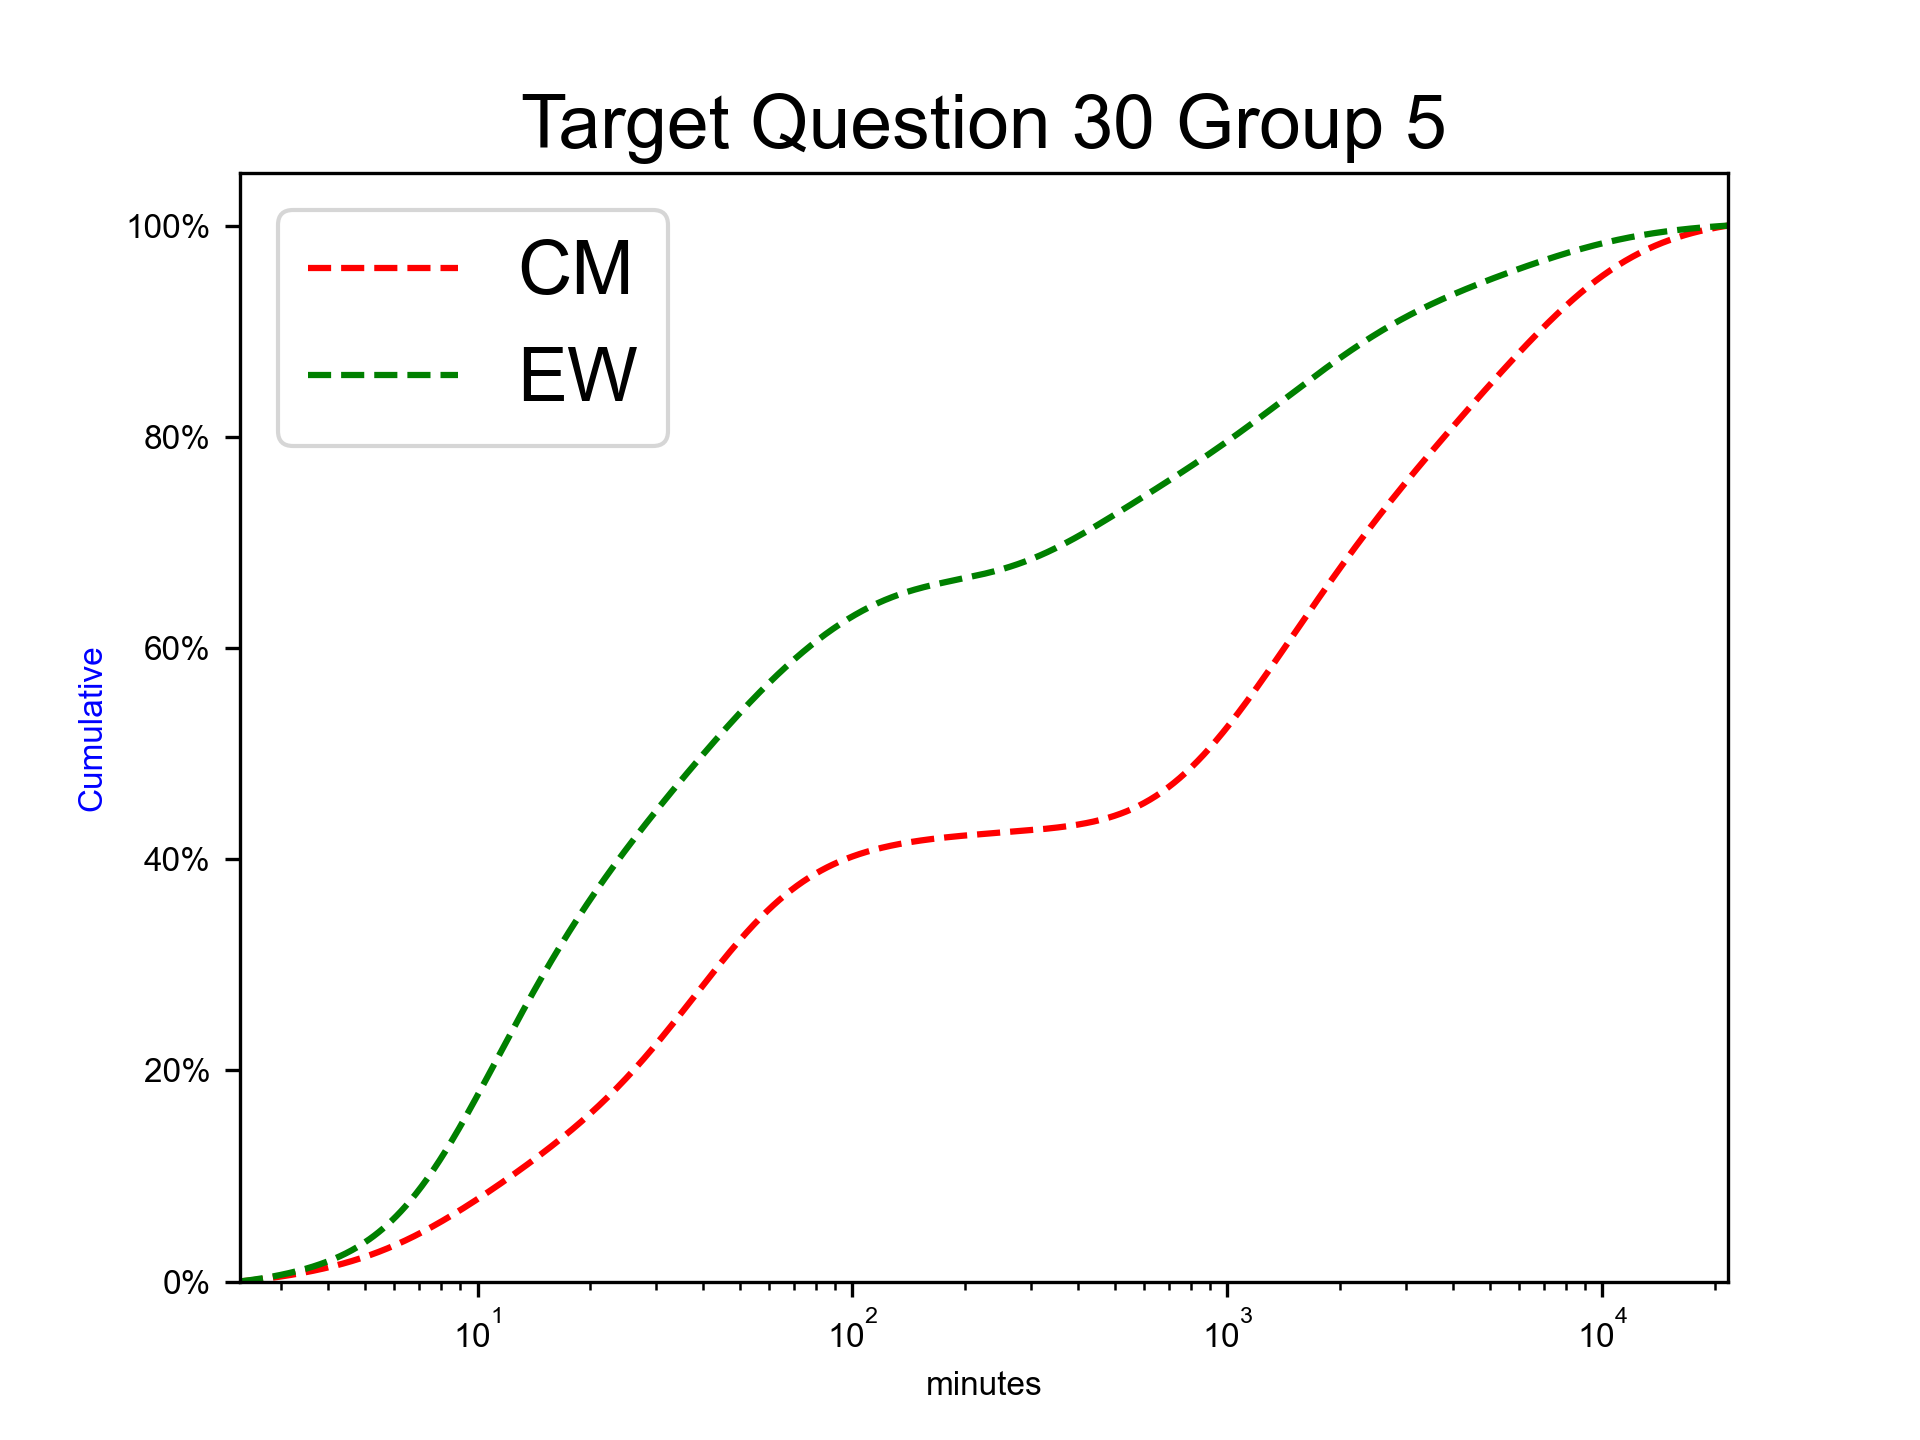 Target Question 30 Group 5
CM
EW
100%
80%
60%
40%
20%
0%
Cumulative
10^1 10^2 10^3 10^4
minutes